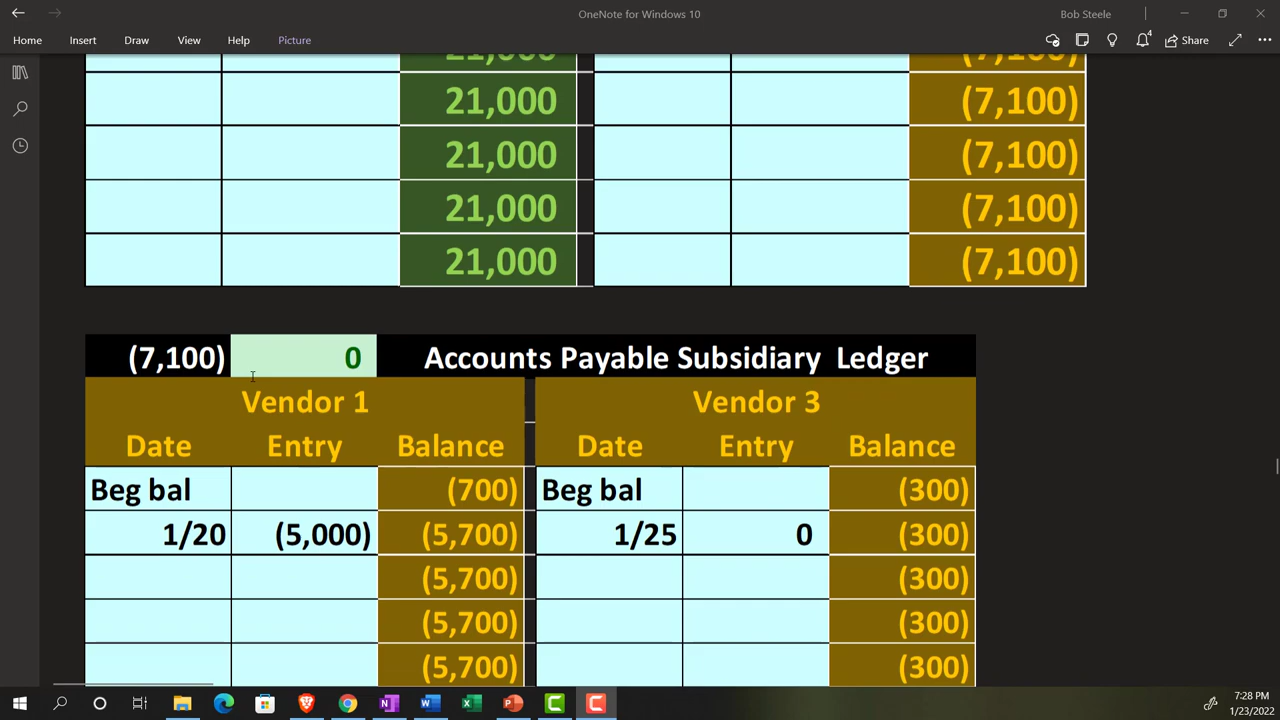 OneNote for Windows 10
Bob Steele
Home Insert Draw View Help Picture
Share
21,000 (7,100)
21,000 (7,100)
21,000 (7,100)
21,000 (7,100)
21,000 (7,100)
(7,100) 0 Accounts Payable Subsidiary Ledger
Vendor 1 Vendor 3
Date Entry Balance Date Entry Balance
Beg bal (700) Beg bal (300)
1/20 (5,000) (5,700) 1/25 0 (300)
(5,700) (300)
(5,700) (300)
(5,700) (300)
7:28 PM
1/23/2022